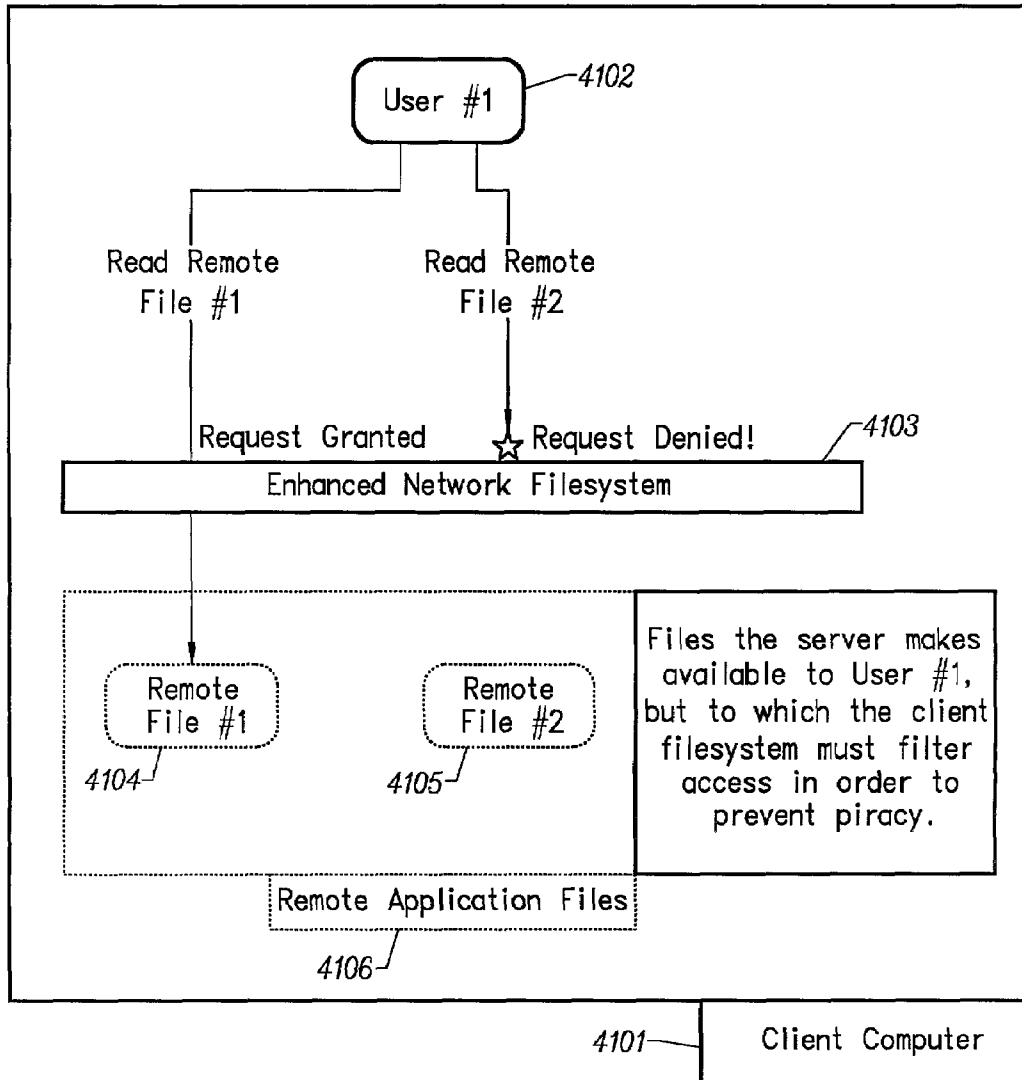 4102
User #1
Read Remote
File #1
Read Remote
File #2
Request Granted
Request Denied!
4103
Enhanced Network Filesystem
Remote
File #1
4104
Remote
File #2
4105
Files the server makes
available to User #1,
but to which the client
filesystem must filter
access in order to
prevent piracy.
Remote Application Files
4106
4101
Client Computer